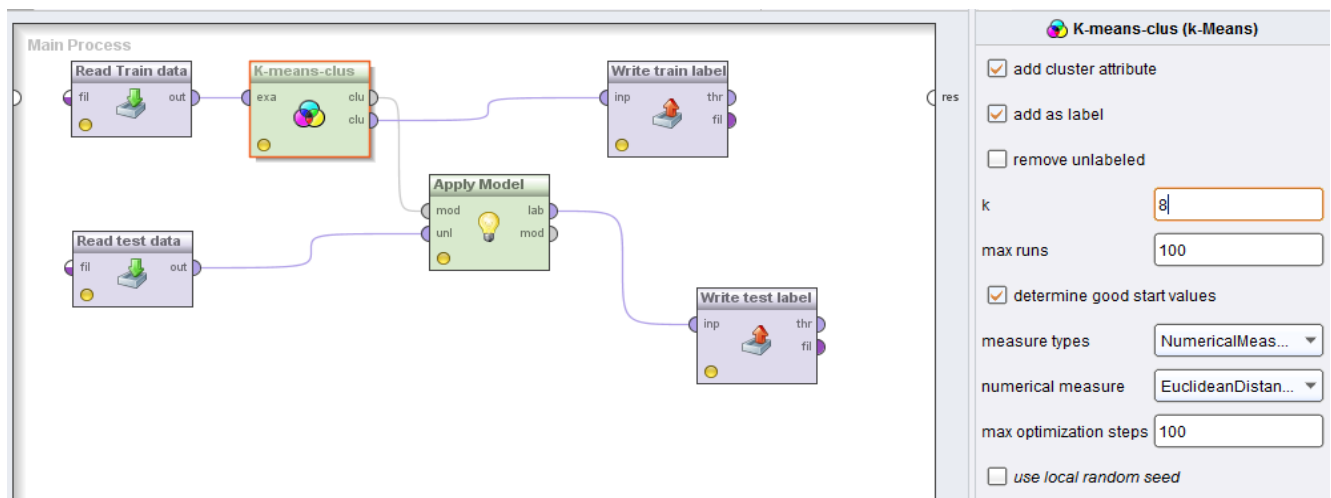 Main Process
Read Train data
fil
out
K-means-clus
exa
clu
clu
Write train label
inp
thr
fil
res
Apply Model
mod
lab
unl
mod
Read test data
fil
out
Write test label
inp
thr
fil
K-means-clus (k-Means)
add cluster attribute
add as label
remove unlabeled
k
8
max runs
100
determine good start values
measure types
NumericalMeas...
numerical measure
EuclideanDistan...
max optimization steps
100
use local random seed